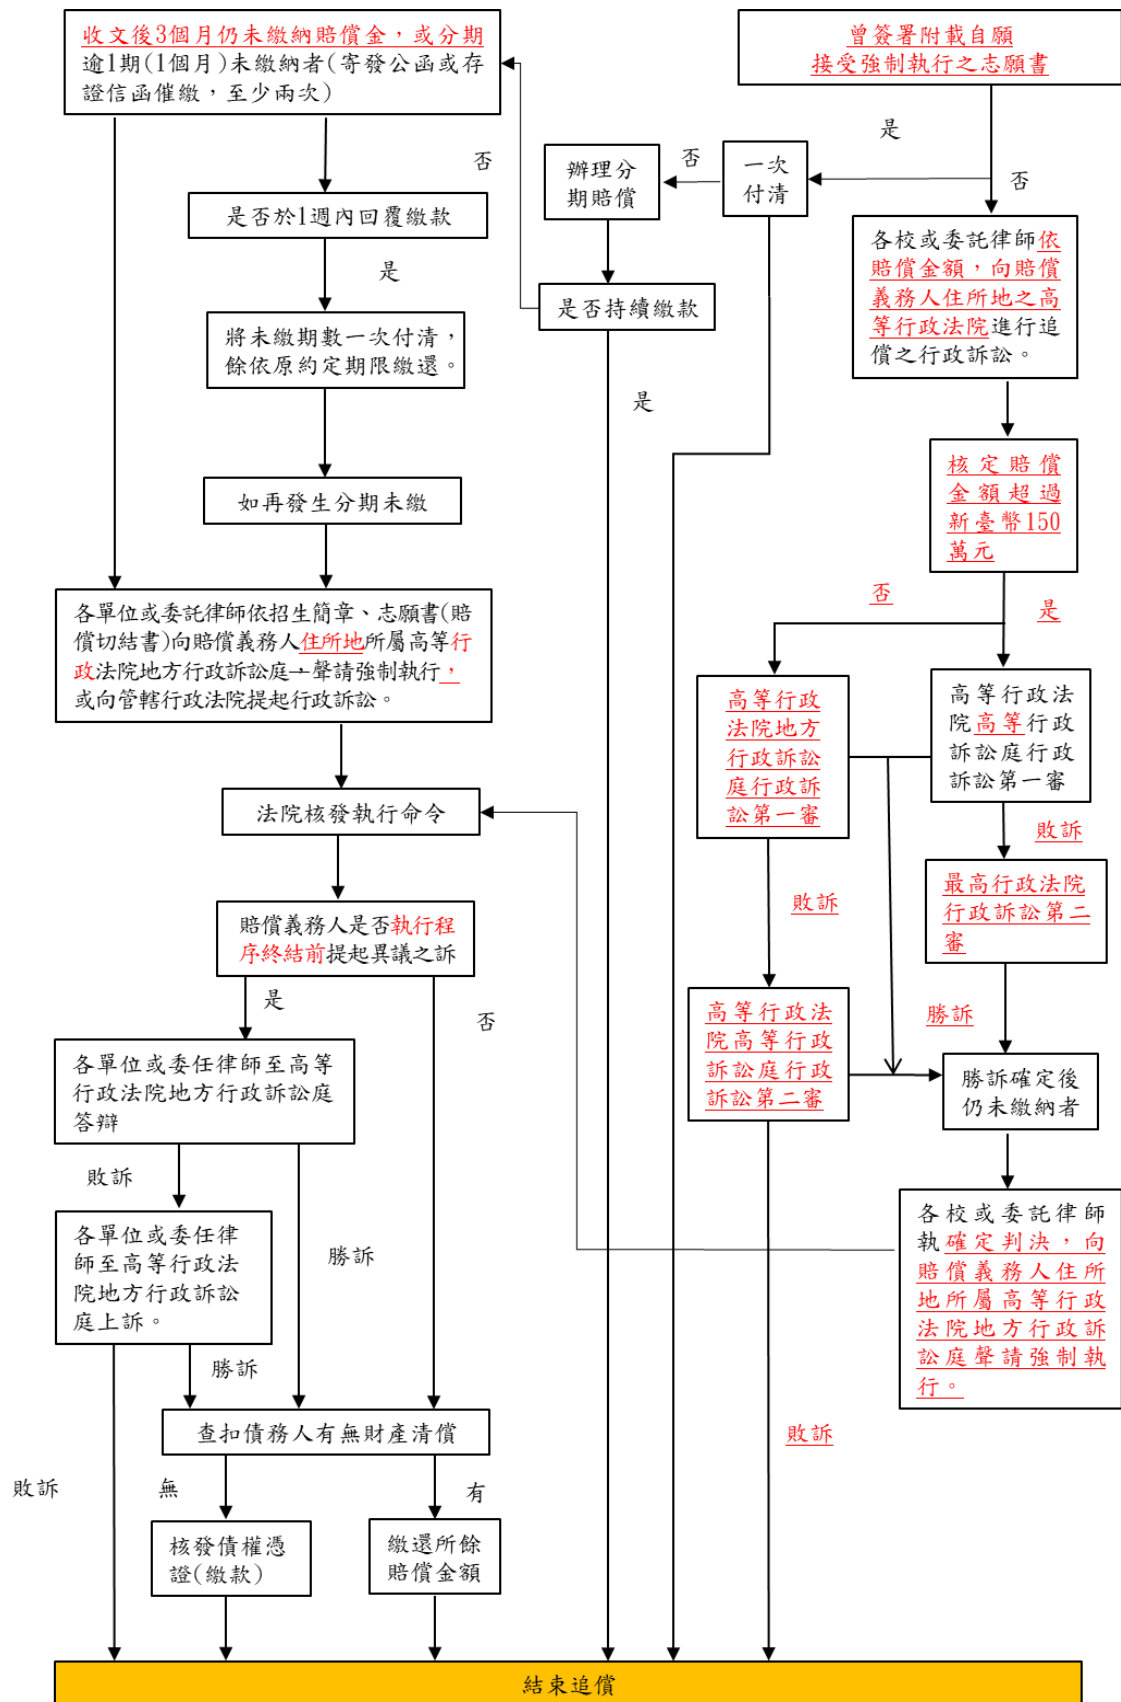 收文後3個月仍未繳納賠償金，或分期
逾1期(1個月)未繳納者(寄發公函或存
證信函催繳，至少兩次)
曾簽署附載自願
接受強制執行之志願書
是
否
否
否
辦理分
期賠償
一次
付清
是否於1週內回覆繳款
是
各校或委託律師依
賠償金額，向賠償
義務人住所地之高
等行政法院進行追
償之行政訴訟。
是否持續繳款
將未繳期數一次付清，
餘依原約定期限繳還。
是
核定賠償
金額超過
新臺幣150
萬元
如再發生分期未繳
否
是
各單位或委託律師依招生簡章、志願書(賠
償切結書)向賠償義務人住所地所屬高等行
政法院地方行政訴訟庭，聲請強制執行，
或向管轄行政法院提起行政訴訟。
高等行政
法院地方
行政訴訟
庭行政訴
訟第一審
高等行政法
院高等行政
訴訟庭行政
訴訟第一審
法院核發執行命令
敗訴
敗訴
最高行政法院
行政訴訟第二
審
賠償義務人是否執行程
序終結前提起異議之訴
是
否
高等行政法
院高等行政
訴訟庭行政
訴訟第二審
勝訴
各單位或委任律師至高等
行政法院地方行政訴訟庭
答辯
勝訴確定後
仍未繳納者
敗訴
各單位或委任律
師至高等行政法
院地方行政訴訟
庭上訴。
勝訴
各校或委託律師
執確定判決，向
賠償義務人住所
地所屬高等行政
法院地方行政訴
訟庭聲請強制執
行。
勝訴
查扣債務人有無財產清償
敗訴
敗訴
無
有
核發債權憑
證(繳款)
繳還所餘
賠償金額
結束追償